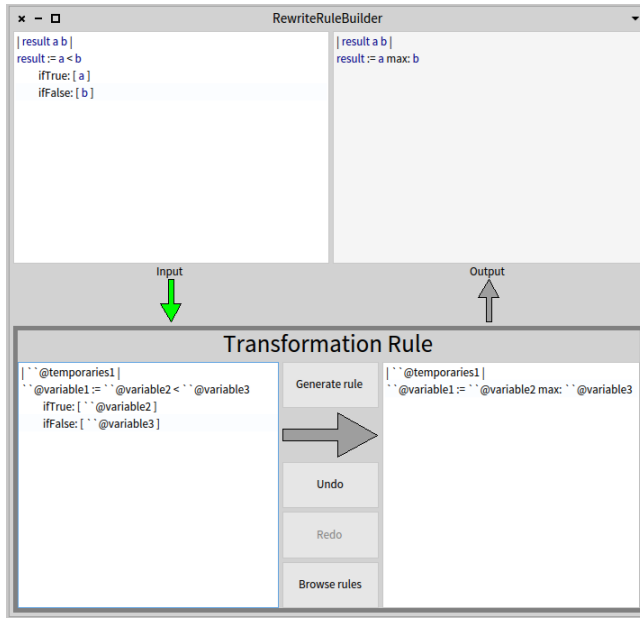 RewriteRuleBuilder
| result a b |
result := a < b
ifTrue: [ a ]
ifFalse: [ b ]
| result a b |
result := a max: b
Input
Output
Transformation Rule
| ``@temporaries1 |
``@variable1 := ``@variable2 < ``@variable3
ifTrue: [ ``@variable2 ]
ifFalse: [ ``@variable3 ]
Generate rule
Undo
Redo
Browse rules
| ``@temporaries1 |
``@variable1 := ``@variable2 max: ``@variable3